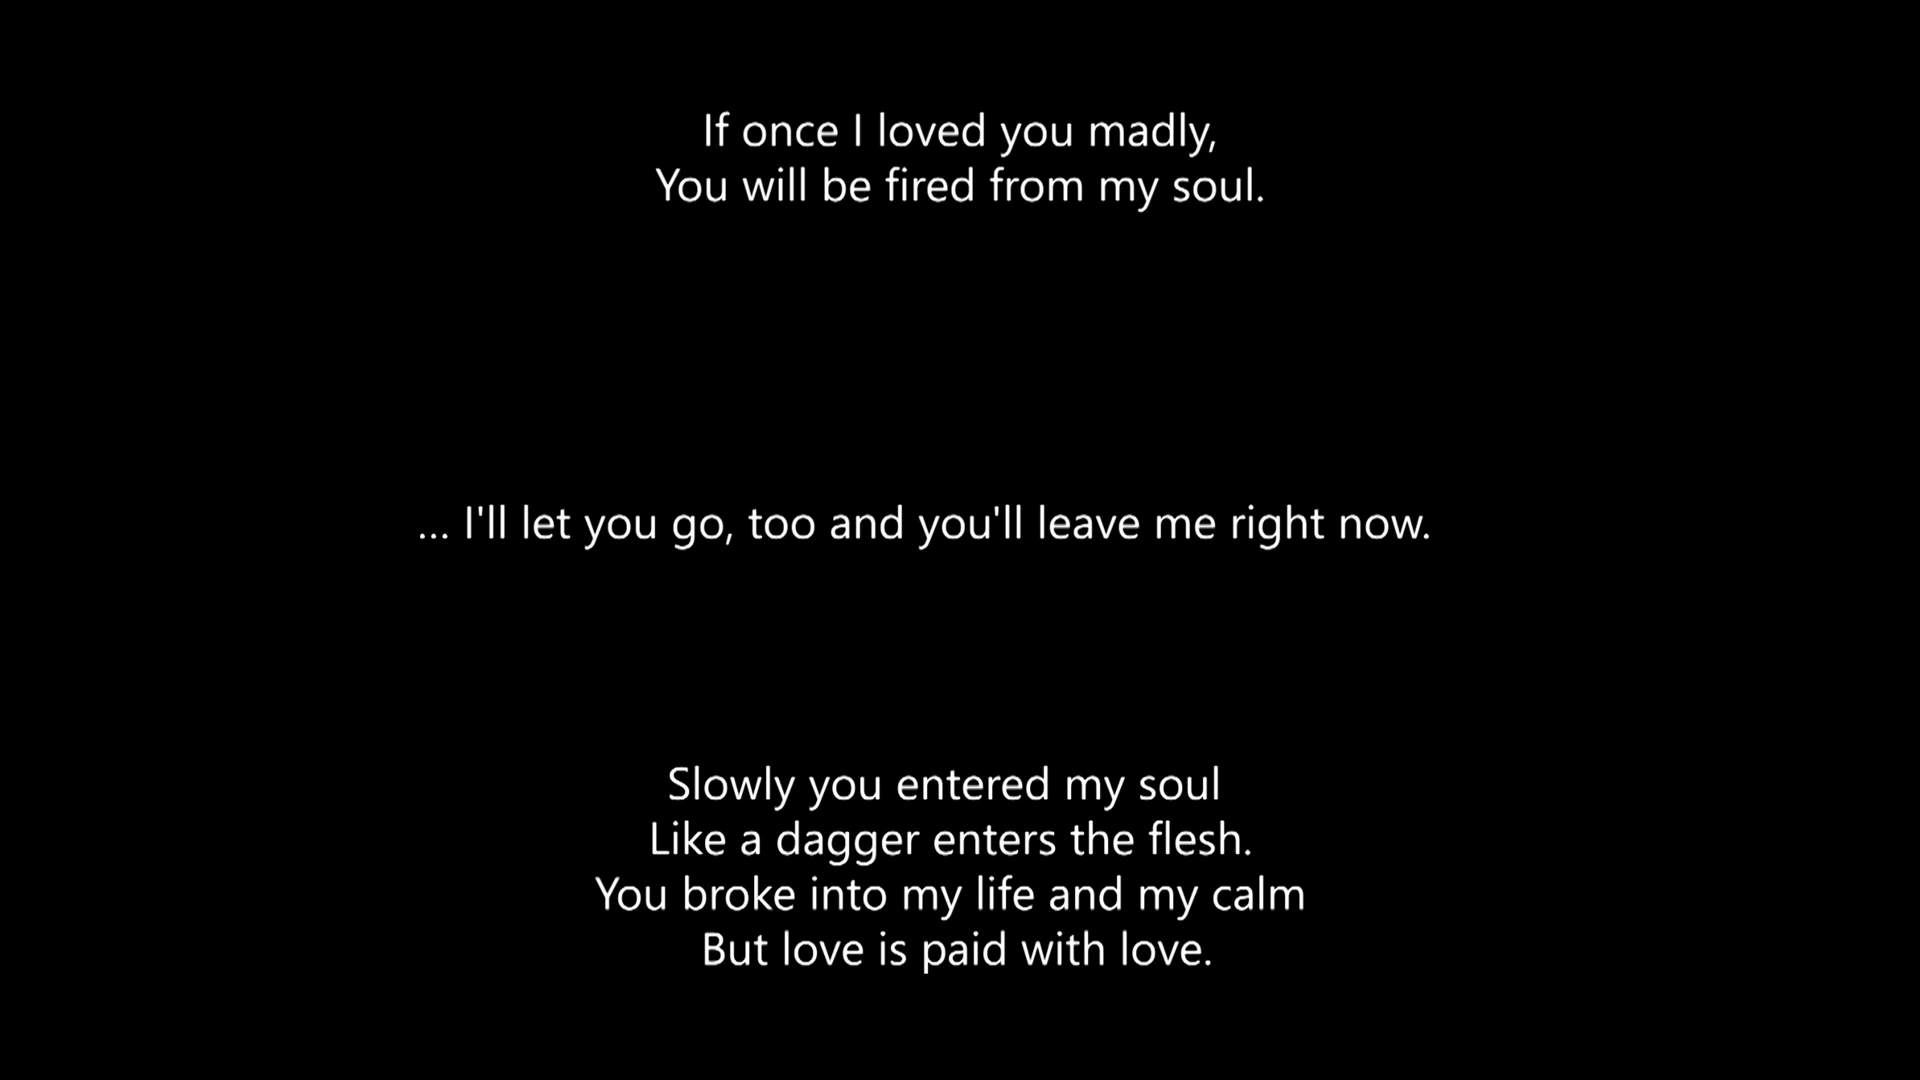 If once I loved you madly,
You will be fired from my soul.
... I'll let you go, too and you'll leave me right now.
Slowly you entered my soul
Like a dagger enters the flesh.
You broke into my life and my calm
But love is paid with love.